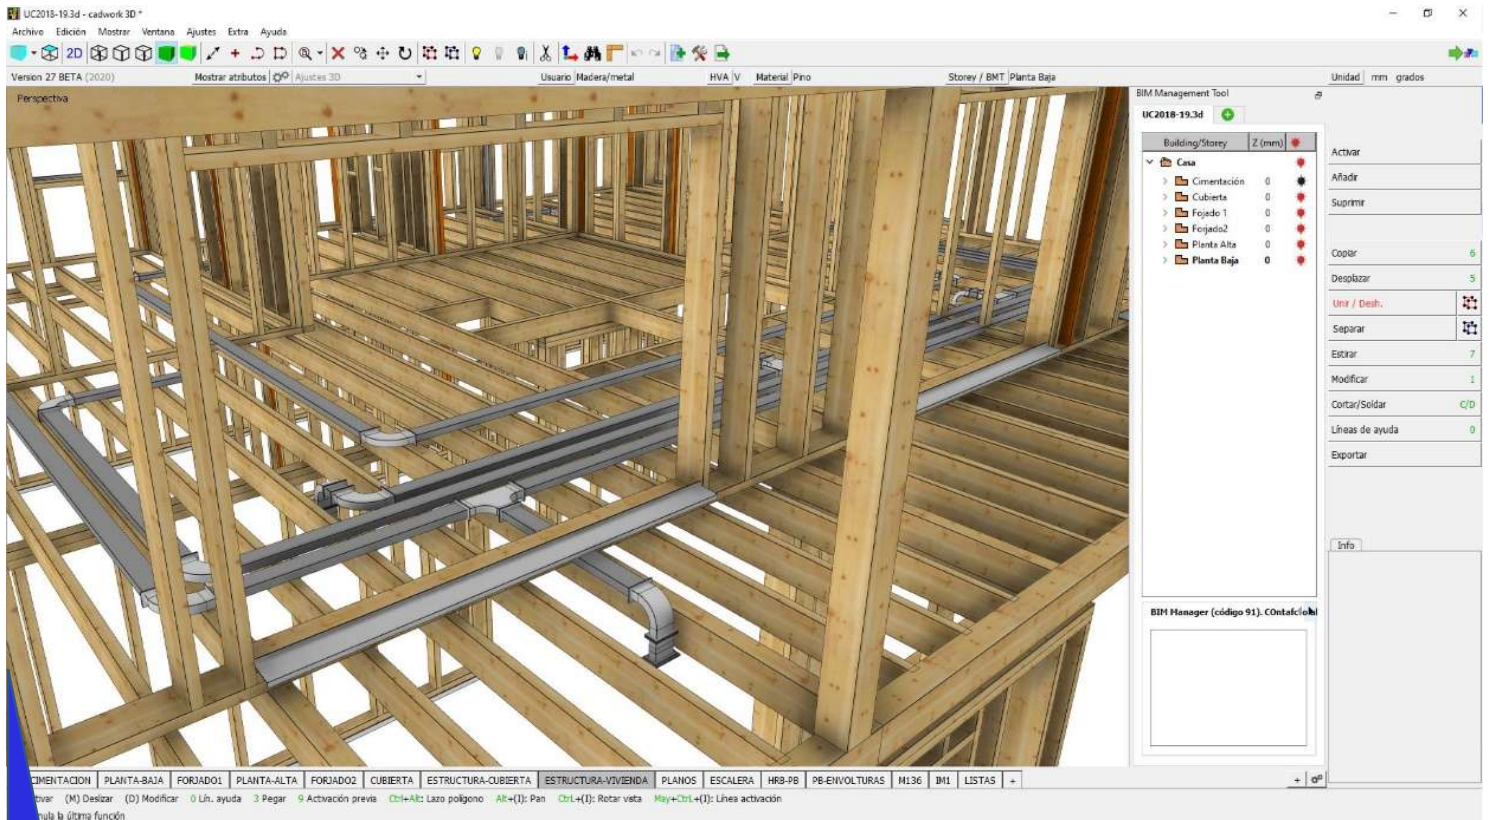 UC2018-19.3d - cadwork 3D *
Archivo Edición Mostrar Ventana Ajustes Extra Ayuda
2D
Version 27 BETA (2020) Mostrar atributos Ajustes 3D Usuario Madera/metal HVA V Material Pino Storey / BMT Planta Baja Unidad mm grados
Perspectiva
BIM Management Tool
UC2018-19.3d
Building/Storey Z (mm)
Casa
Cimentación 0
Cubierta 0
Fojado 1 0
Forjado2 0
Planta Alta 0
Planta Baja 0
Activar
Añadir
Suprimir
Copiar 6
Desplazar 5
Unir / Desh.
Separar
Estirar 7
Modificar 1
Cortar/Soldar C/D
Líneas de ayuda 0
Exportar
Info
BIM Manager (código 91).
CIMENTACION PLANTA-BAJA FORJADO1 PLANTA-ALTA FORJADO2 CUBIERTA ESTRUCTURA-CUBIERTA ESTRUCTURA-VIVIENDA PLANOS ESCALERA HRB-PB PB-ENVOLTURAS M136 IM1 LISTAS + +
(M) Deslizar (D) Modificar 0 Lín. ayuda 3 Pegar 9 Activación previa Ctrl+Alt: Lazo polígono Alt+(I): Pan Ctrl+(I): Rotar vista May+Ctrl+(I): Línea activación
la última función